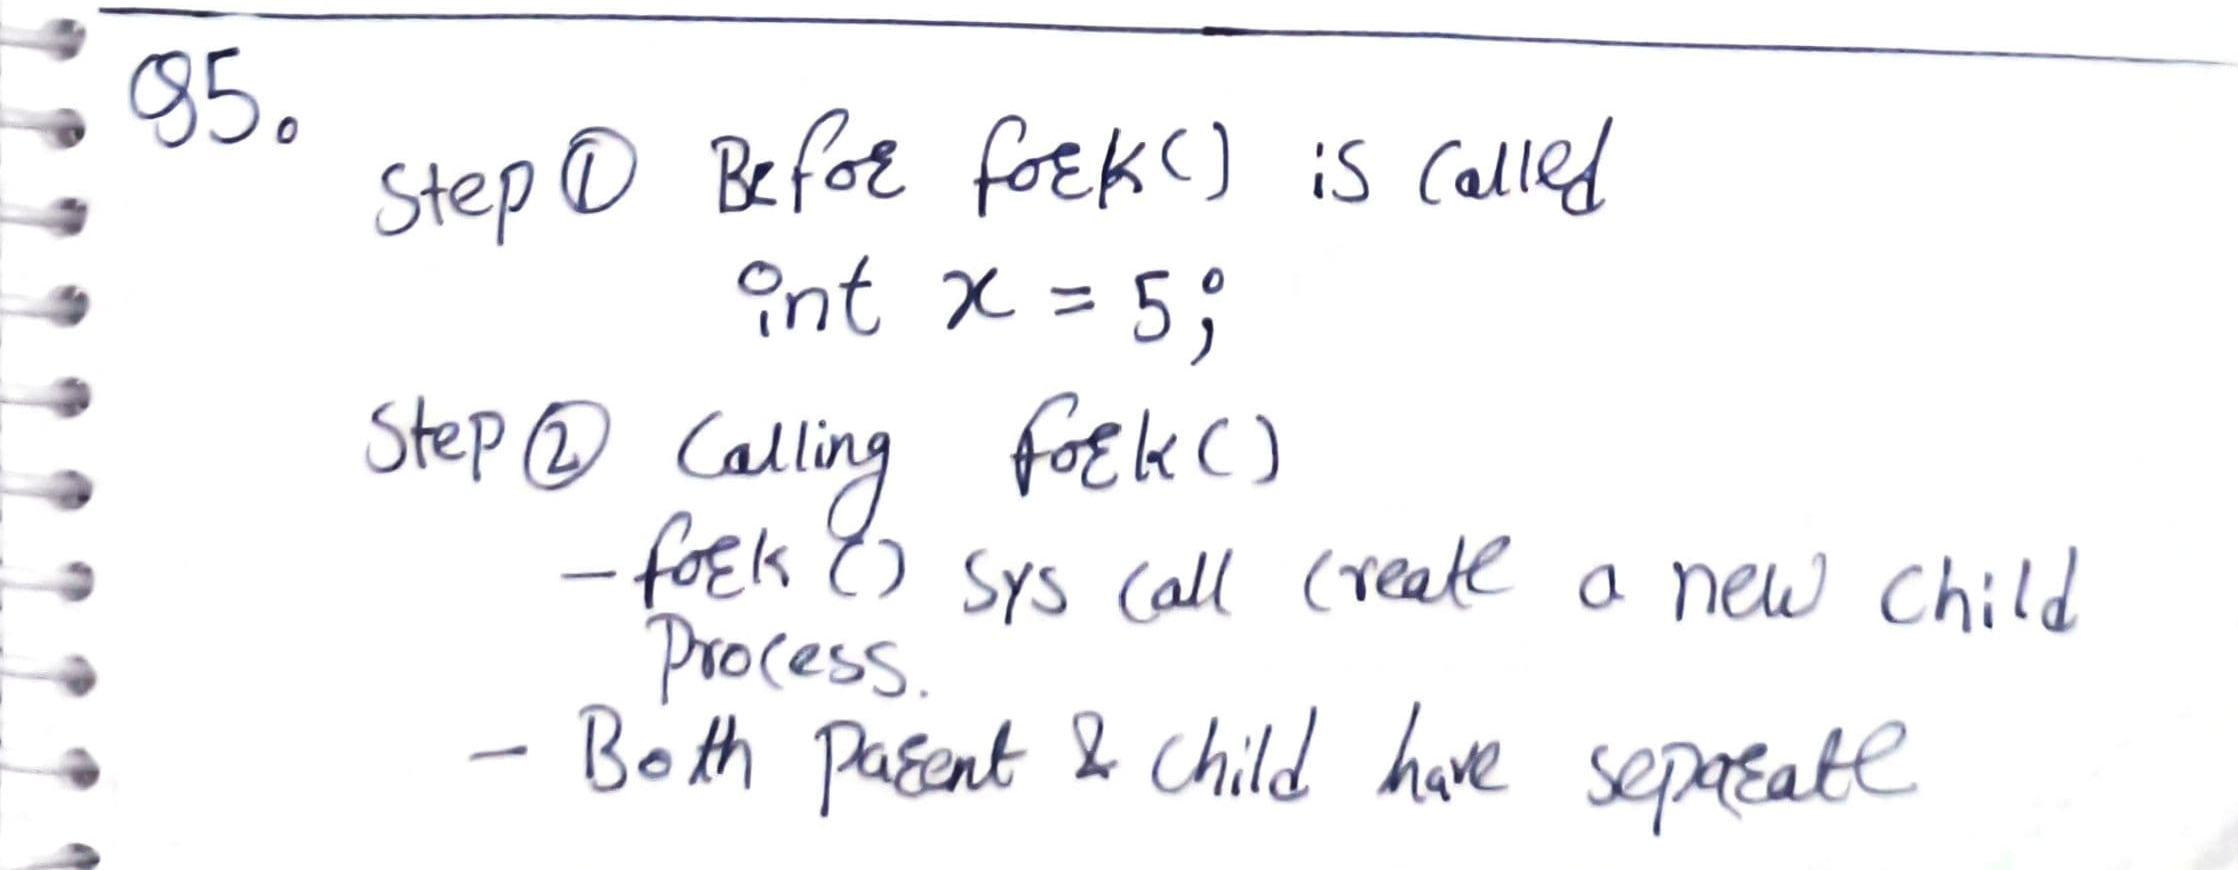 Q5.
Step ① Before fork() is called
int x = 5;
Step ② Calling fork()
- fork () sys call create a new child
Process.
- Both parent & child have separate